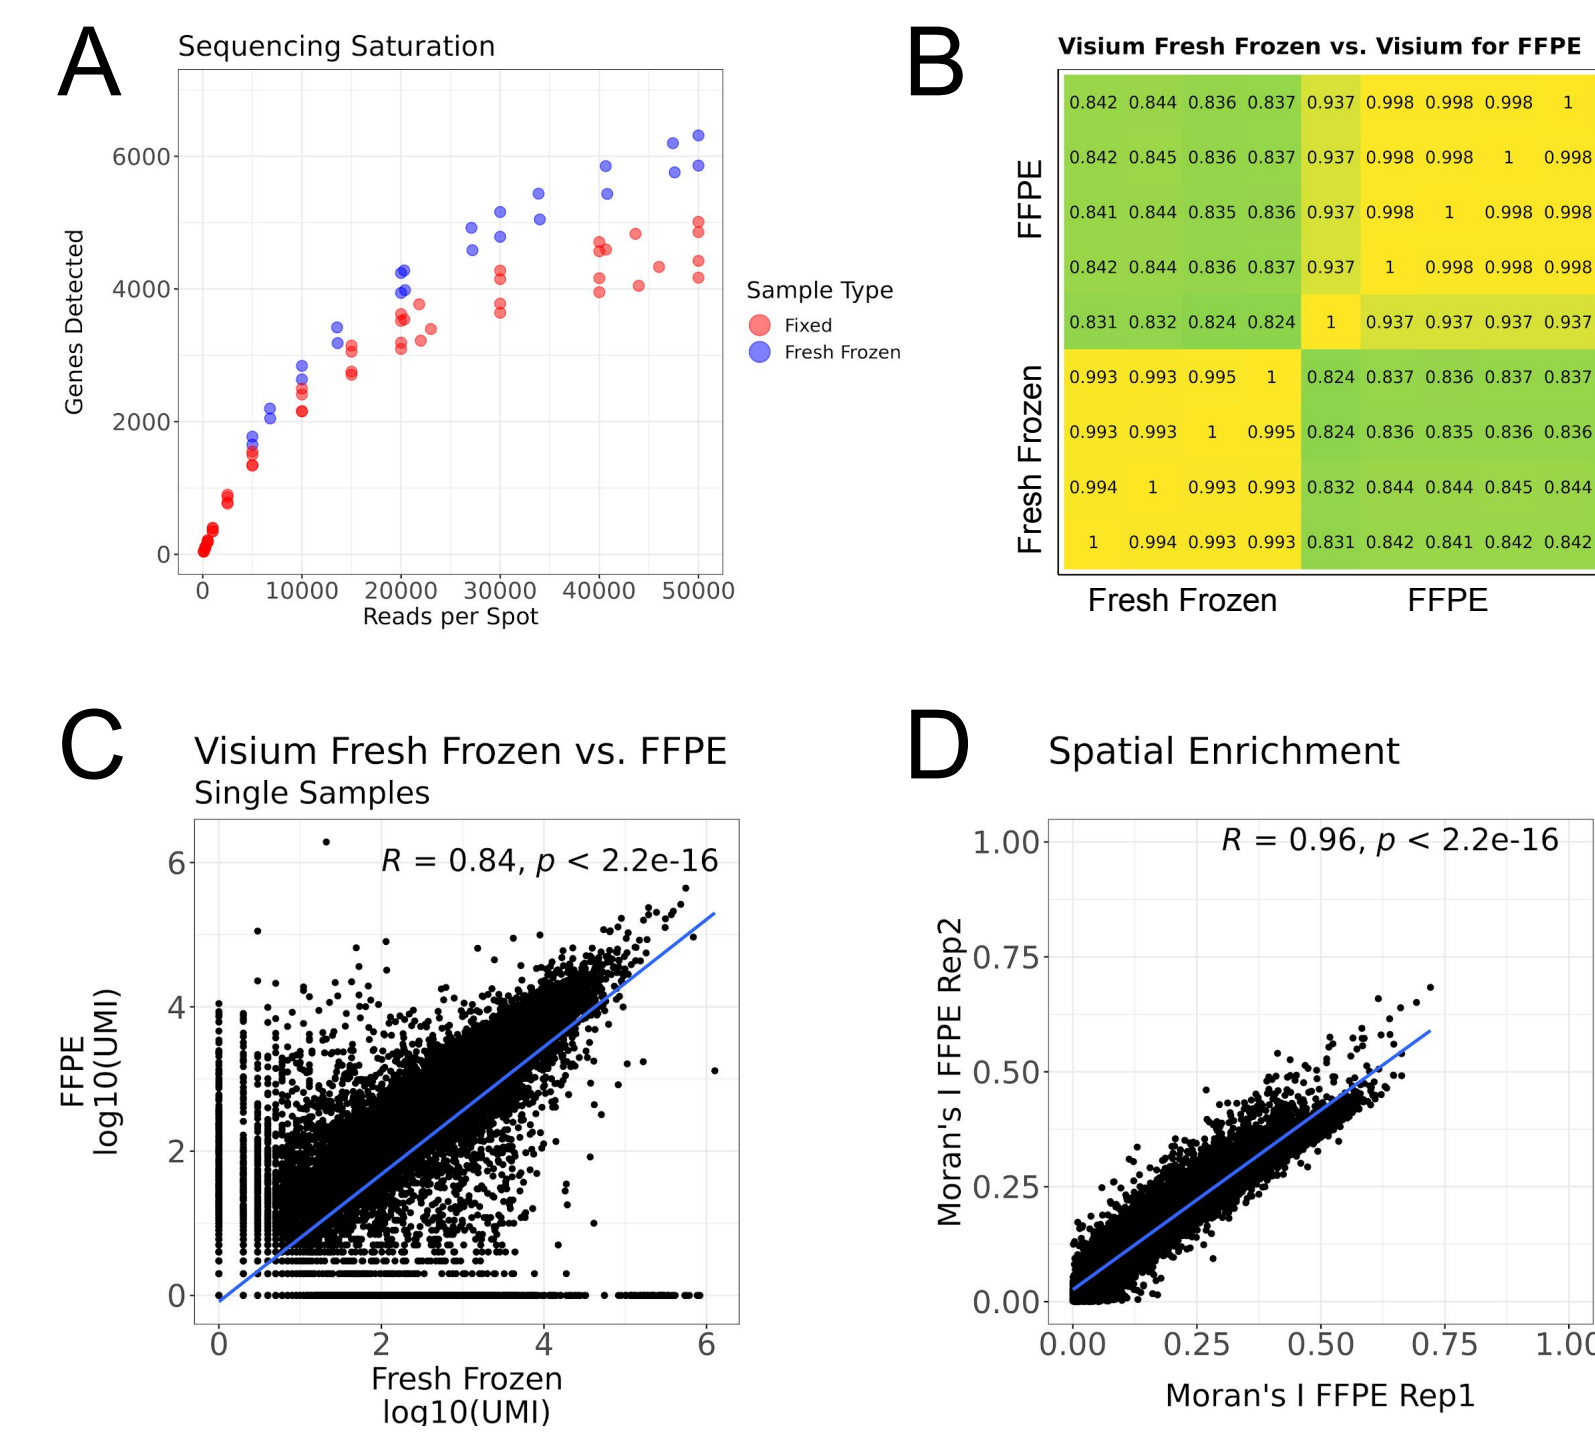 A
Sequencing Saturation
Genes Detected
6000
4000
2000
0
0 10000 20000 30000 40000 50000
Reads per Spot
Sample Type
Fixed
Fresh Frozen
B
Visium Fresh Frozen vs. Visium for FFPE
FFPE
Fresh Frozen
0.842 0.844 0.836 0.837 0.937 0.998 0.998 0.998 1
0.842 0.845 0.836 0.837 0.937 0.998 0.998 1 0.998
0.841 0.844 0.835 0.836 0.937 0.998 1 0.998 0.998
0.842 0.844 0.836 0.837 0.937 1 0.998 0.998 0.998
0.831 0.832 0.824 0.824 1 0.937 0.937 0.937 0.937
0.993 0.993 0.995 1 0.824 0.837 0.836 0.837 0.837
0.993 0.993 1 0.995 0.824 0.836 0.835 0.836 0.836
0.994 1 0.993 0.993 0.832 0.844 0.844 0.845 0.844
1 0.994 0.993 0.993 0.831 0.842 0.841 0.842 0.842
Fresh Frozen FFPE
C
Visium Fresh Frozen vs. FFPE
Single Samples
R = 0.84, p < 2.2e-16
FFPE
log10(UMI)
6
4
2
0
0 2 4 6
Fresh Frozen
log10(UMI)
D
Spatial Enrichment
R = 0.96, p < 2.2e-16
Moran's I FFPE Rep2
1.00
0.75
0.50
0.25
0.00
0.00 0.25 0.50 0.75 1.00
Moran's I FFPE Rep1